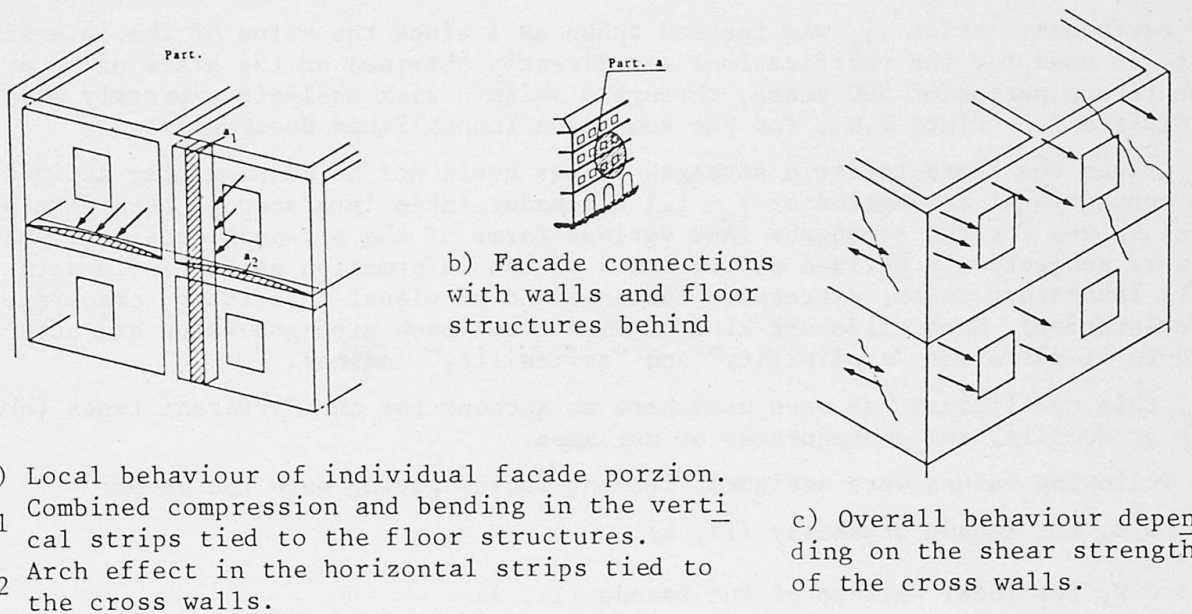 Part.
a1
a2
Part. a
b) Facade connections
with walls and floor
structures behind
) Local behaviour of individual facade porzion
1 Combined compression and bending in the verti
cal strips tied to the floor structures.
2 Arch effect in the horizontal strips tied to
the cross walls.
c) Overall behaviour depen
ding on the shear strength
of the cross walls.